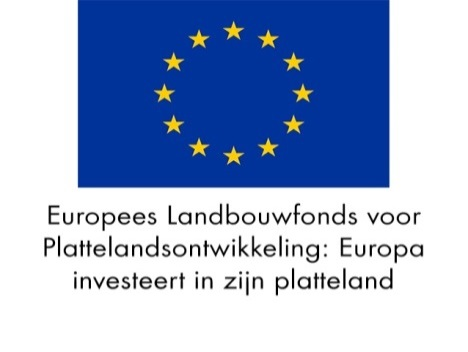 Europees Landbouwfonds voor
Plattelandsontwikkeling: Europa
investeert in zijn platteland